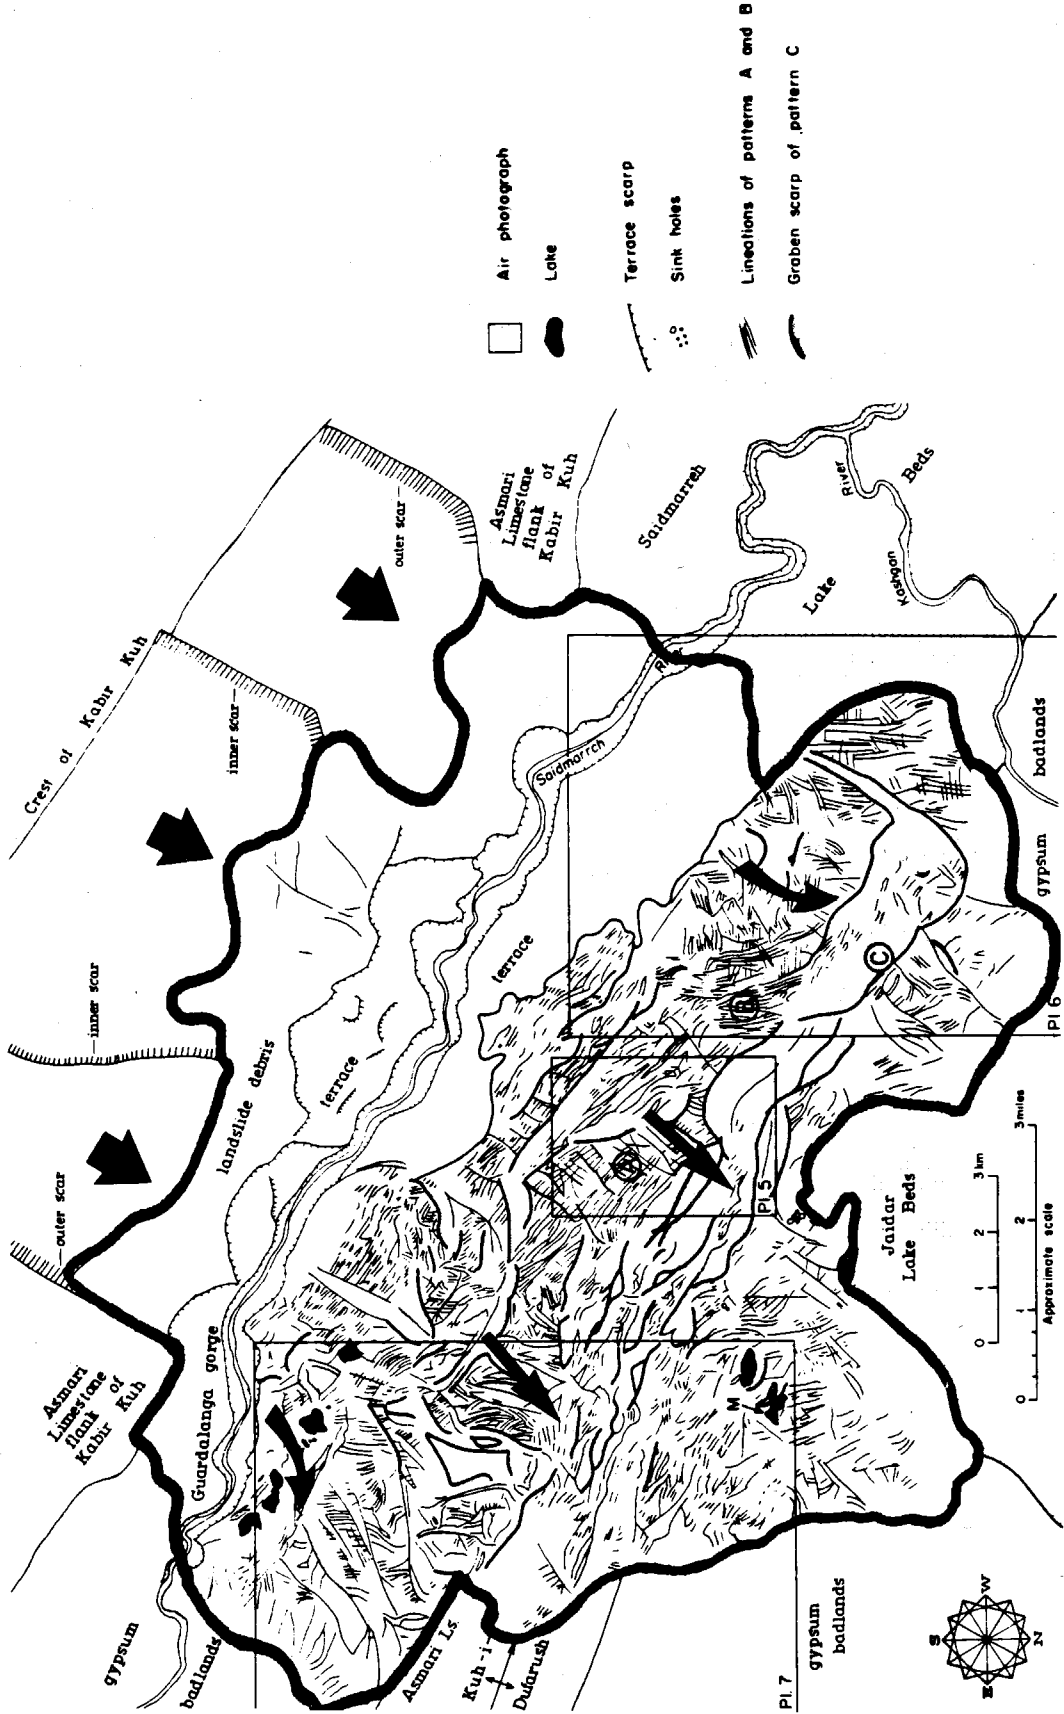 Crest of Kabir Kuh
inner scar
outer scar
inner scar
outer scar
Asmari
Limestone
flank of
Kabir Kuh
Asmari
Limestone
flank of
Kabir Kuh
landslide debris
terrace
terrace
Guardalanga gorge
gypsum
badlands
Saidmarreh
River
Saidmarreh
Lake
Beds
Kashgan
River
B
C
A
M
Pl. 5
Pl 6
Pl. 7
gypsum badlands
Jaidar
Lake Beds
Asmari Ls.
Kuh-i-
Dufarush
gypsum
badlands
0 1 2 3 km
0 1 2 3 miles
Approximate scale
S
W
N
E
Air photograph
Lake
Terrace scarp
Sink holes
Lineations of patterns A and B
Graben scarp of pattern C